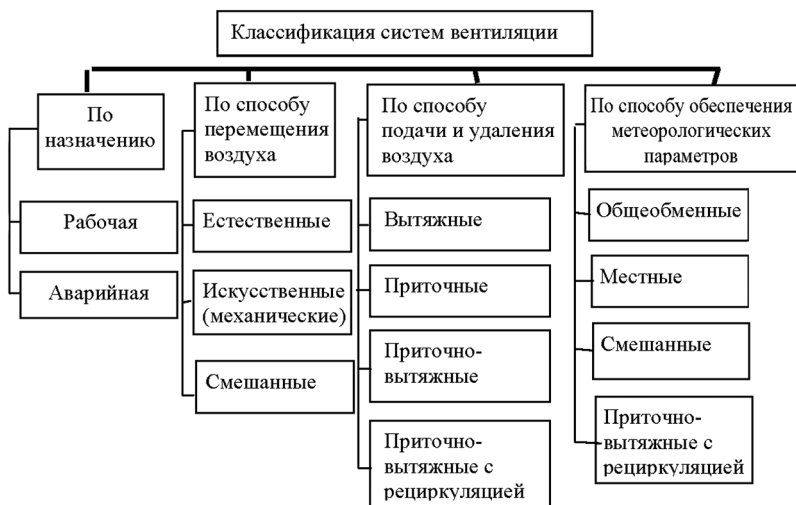 Классификация систем вентиляции
По
назначению
Рабочая
Аварийная
По способу
перемещения
воздуха
Естественные
Искусственные
(механические)
Смешанные
По способу
подачи и удаления
воздуха
Вытяжные
Приточные
Приточно-
вытяжные
Приточно-
вытяжные с
рециркуляцией
По способу обеспечения
метеорологических
параметров
Общеобменные
Местные
Смешанные
Приточно-
вытяжные с
рециркуляцией